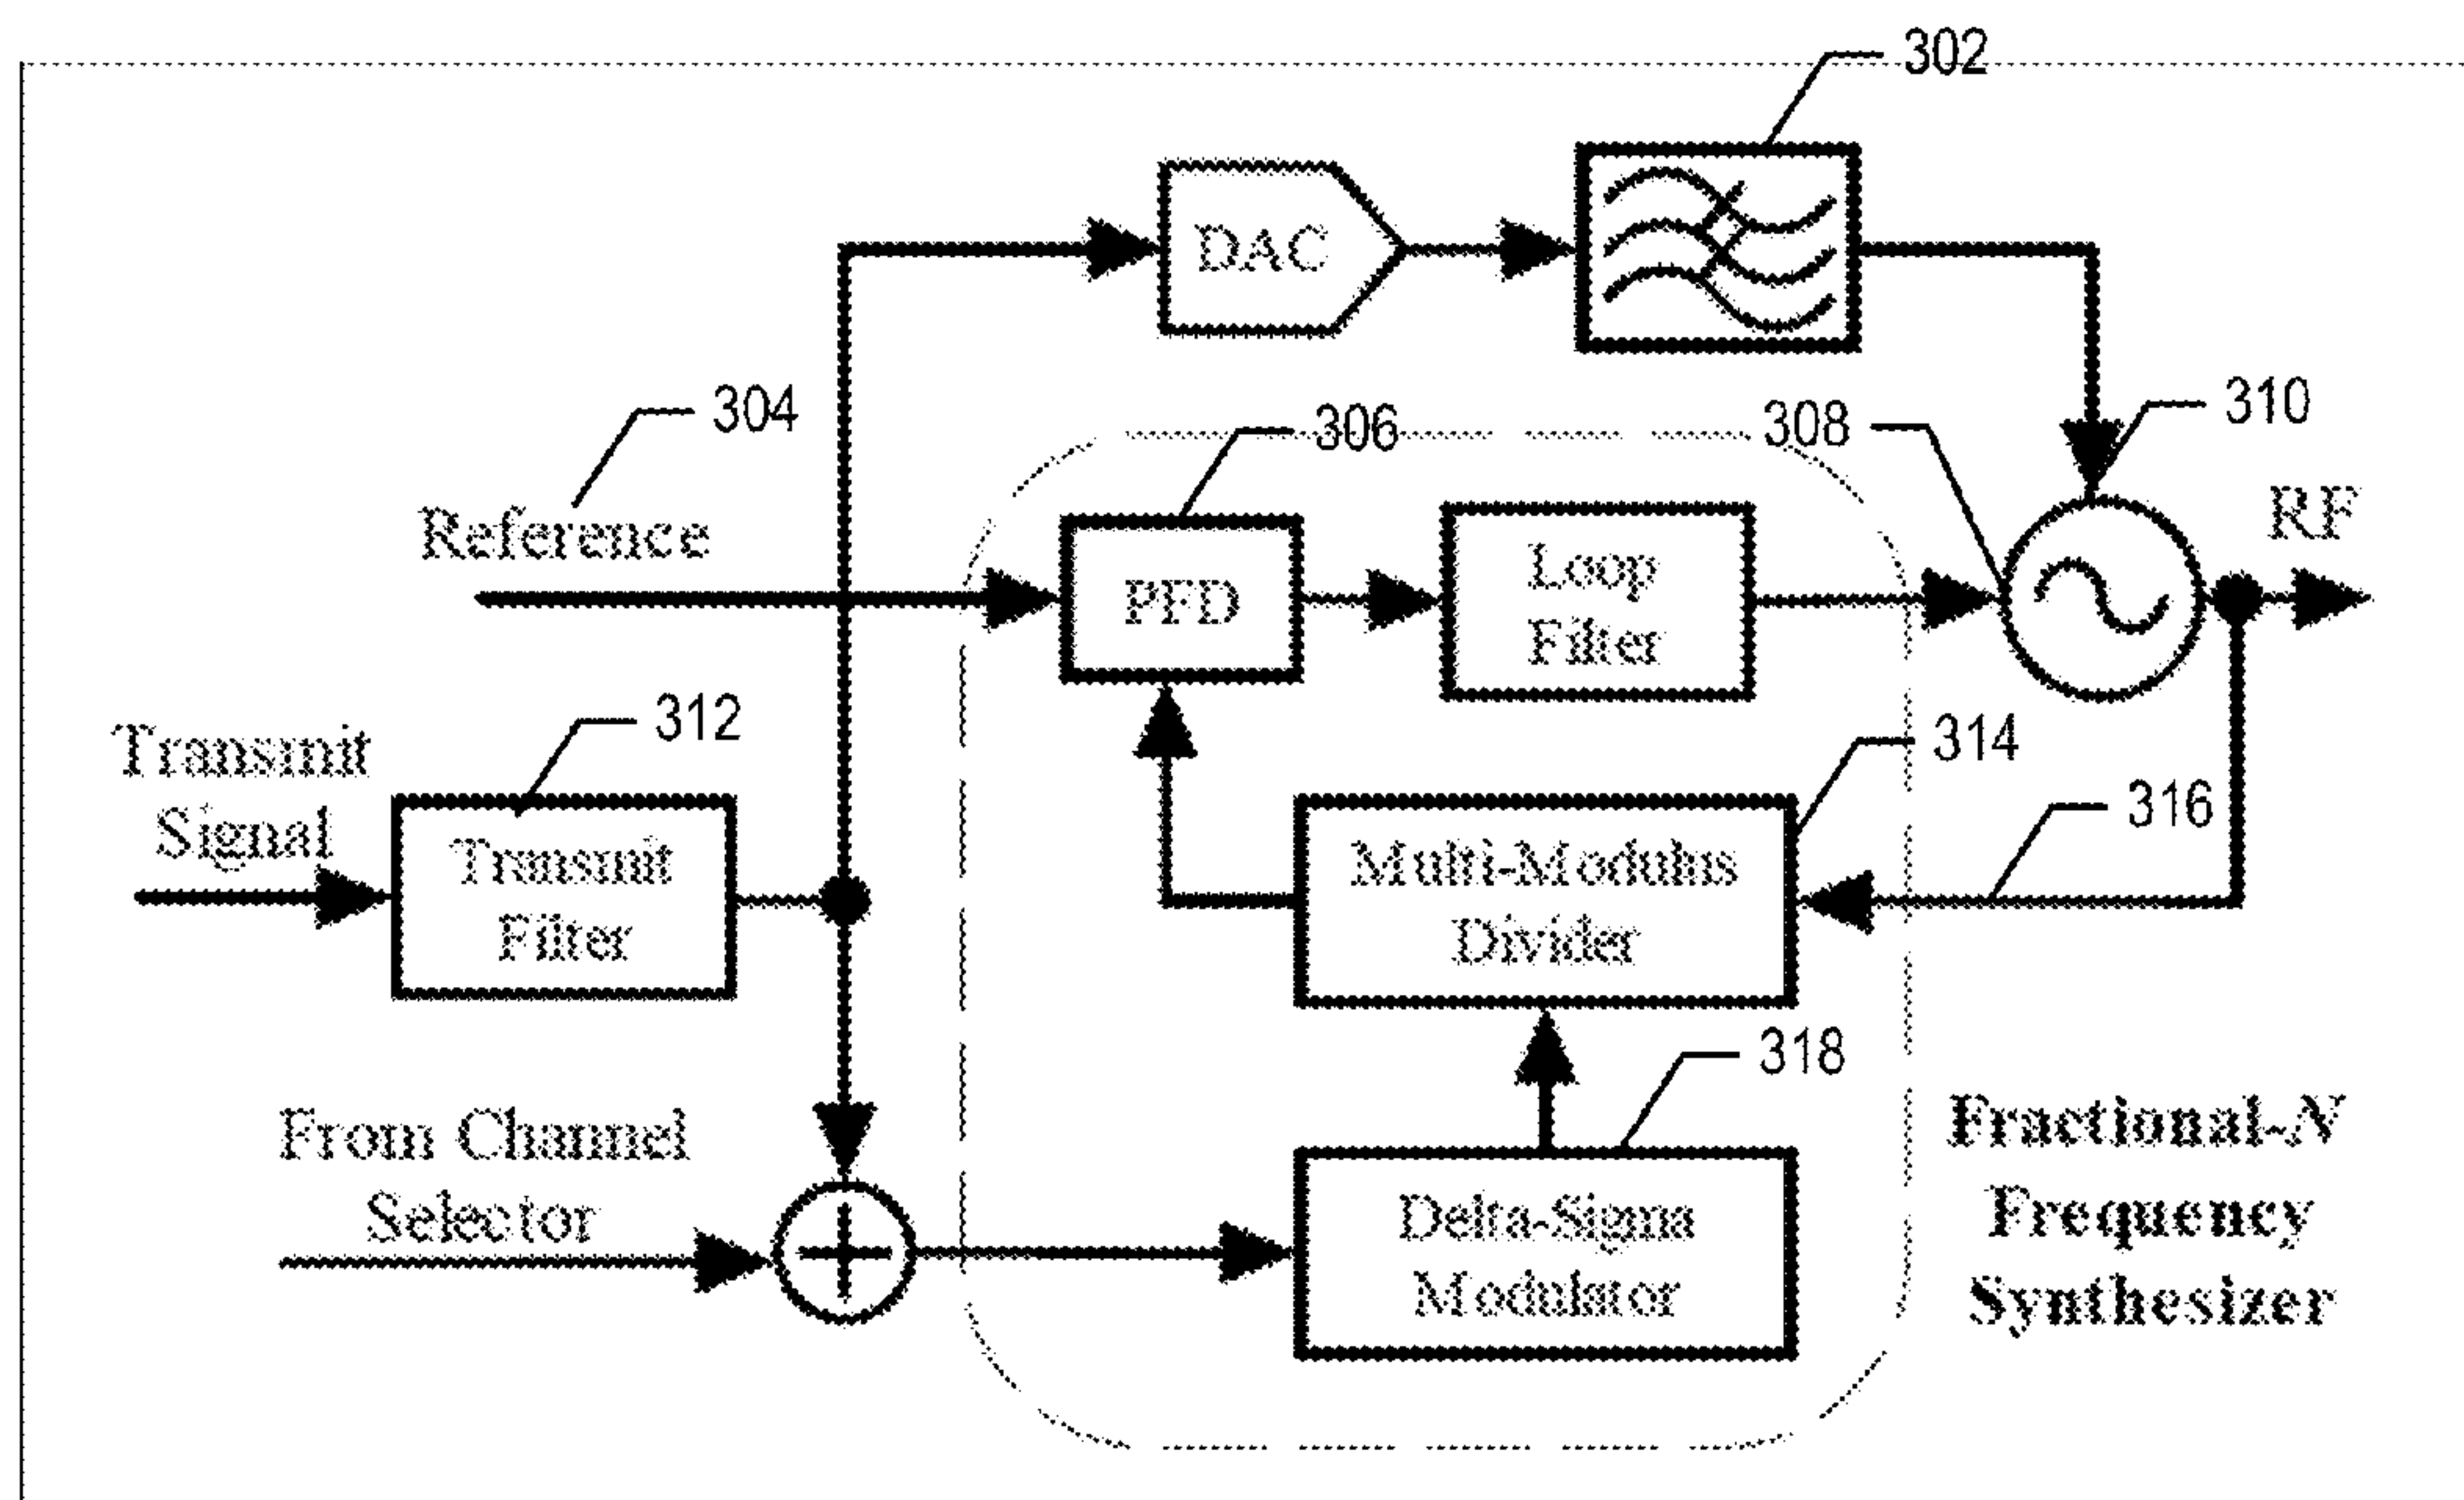 302
DAC
304
310
306
308
Reference
RF
PFD
Loop
Filter
312
Transmit
Signal
314
316
Transmit
Filter
Multi-Modulus
Divider
318
From Channel
Selector
Delta-Sigma
Modulator
Fractional-N
Frequency
Synthesizer